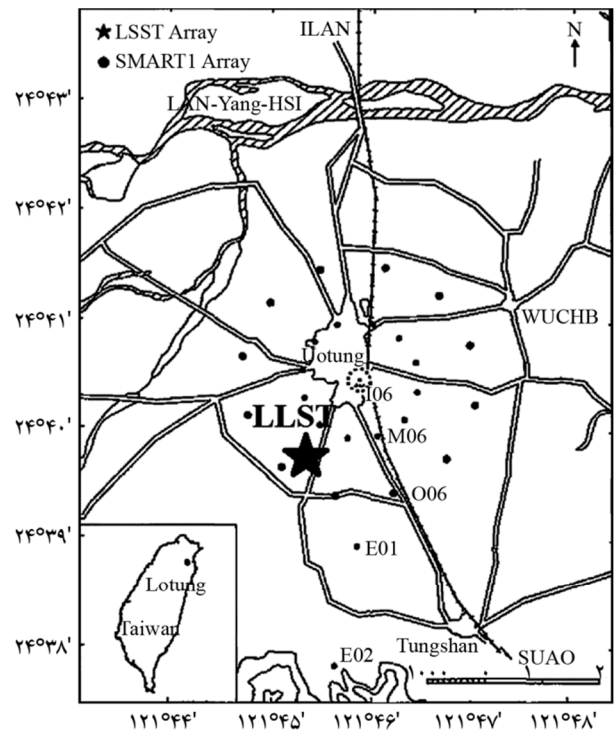 LSST Array
SMART1 Array
ILAN
N
۲۴°۴۳'
LAN-Yang-HSI
۲۴°۴۲'
۲۴°۴۱'
WUCHB
Uotung
I06
۲۴°۴۰'
LLST
M06
O06
۲۴°۳۹'
E01
Lotung
Taiwan
۲۴°۳۸'
E02
Tungshan
SUAO
۲
۱۲۱°۴۴'
۱۲۱°۴۵'
۱۲۱°۴۶'
۱۲۱°۴۷'
۱۲۱°۴۸'